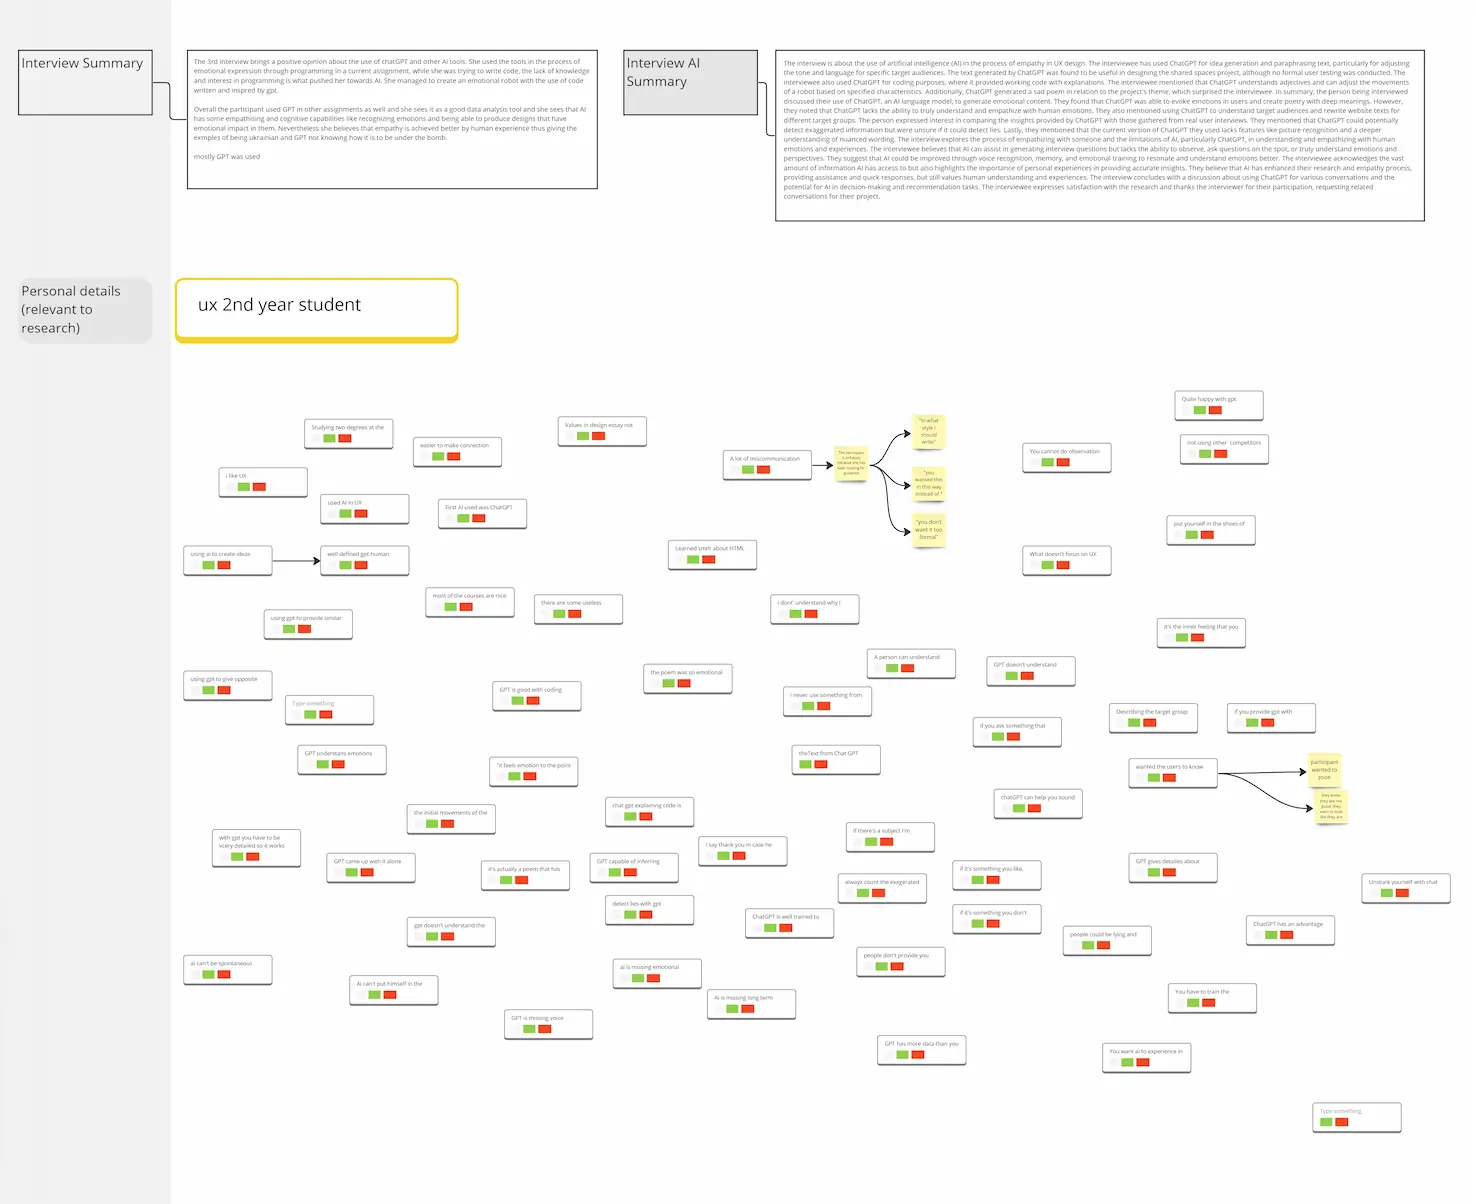 Interview Summary
The 3rd interview brings a positive opinion about the use of chatGPT and other AI tools. She used the tools in the process of
emotional expression through programming in a current assignment. while she was trying to write code, the lack of knowledge
and interest in programming is what pushed her towards AI. She managed to create an emotional robot with the use of code
written and inspred by gpt.
Overall the participant used GPT in other assignments as well and she sees it as a good data analysis tool and she sees that AI
has some empathising and cognitive capabilities like recognizing emotions and being able to produce designs that have
emotional impact in them. Nevertheless she believes that empathy is achieved better by human experience thus giving the
exmples of being ukranian and GPT not knowing how it is to be under the bomb.
mostly GPT was used
Interview AI
Summary
The interview is about the use of artificial intelligence (AI) in the process of empathy in UX design. The interviewee has used ChatGPT for idea generation and paraphrasing text, particularly for adjusting
the tone and language for specific target audiences. The text generated by ChatGPT was found to be useful in designing the shared spaces project, although no formal user testing was conducted. The
interviewee also used ChatGPT for coding purposes, where it provided working code with explanations. The interviewee mentioned that ChatGPT understands adjectives and can adjust the movements
of a robot based on specified characteristics. Additionally, ChatGPT generated a sad poem in relation to the project's theme, which surprised the interviewee. In summary, the person being interviewed
discussed their use of ChatGPT, an AI language model, to generate emotional content. They found that ChatGPT was able to evoke emotions in users and create poetry with deep meanings. However,
they noted that ChatGPT lacks the ability to truly understand and empathize with human emotions. They also mentioned using ChatGPT to understand target audiences and rewrite website texts for
different target groups. The person expressed interest in comparing the insights provided by ChatGPT with those gathered from real user interviews. They mentioned that ChatGPT could potentially
detect exaggerated information but were unsure if it could detect lies. Lastly, they mentioned that the current version of ChatGPT they used lacks features like picture recognition and a deeper
understanding of nuanced wording. The interview explores the process of empathizing with someone and the limitations of AI, particularly ChatGPT, in understanding and empathizing with human
emotions and experiences. The interviewee believes that AI can assist in generating interview questions but lacks the ability to observe, ask questions on the spot, or truly understand emotions and
perspectives. They suggest that AI could be improved through voice recognition, memory, and emotional training to resonate and understand emotions better. The interviewee acknowledges the vast
amount of information AI has access to but also highlights the importance of personal experiences in providing accurate insights. They believe that AI has enhanced their research and empathy process,
providing assistance and quick responses, but still values human understanding and experiences. The interview concludes with a discussion about using ChatGPT for various conversations and the
potential for AI in decision-making and recommendation tasks. The interviewee expresses satisfaction with the research and thanks the interviewer for their participation, requesting related
conversations for their project.
Personal details
(relevant to
research)
ux 2nd year student
Quite happy with gpt
Studying two degrees at the
Values in design essay not
easier to make connection
not using other competitors
"In what
style I
should
write"
You cannot do observation
A lot of miscommunication
The participant
is unhappy
because she has
been looking for
guidance
i like UX
"you
wanted this
in this way
instead of "
used AI in UX
First AI used was ChatGPT
put yourself in the shoes of
"you don't
want it too
formal"
using ai to create ideas
well defined gpt-human
Learned smth about HTML
What doesn't focus on UX
most of the courses are nice
there are some useless
i dont' understand why I
using gpt to provide similar
it's the inner feeling that you
A person can understand
GPT doesn't understand
using gpt to give opposite
the poem was so emotional
GPT is good with coding
i never use something from
Type something
Describing the target group
if you provide gpt with
if you ask something that
GPT understans emotions
theText from Chat GPT
"it feels emotion to the point
wanted the users to know
participant
wanted to
chatGPT can help you sound
they know
they are not
good, they
want to look
like they are
chat gpt explaining code is
the initial movements of the
with gpt you have to be
vcery detailed so it works
if there's a subject I'm
I say thank you in case he
GPT came up with it alone
it's actually a poem that has
GPT capable of inferring
if it's something you like,
GPT gives detailes about
always count the exagerated
Unstuck yourself with chat
detect lies with gpt
ChatGPT is well trained to
if it's something you don't
ChatGPT has an advantage
gpt doesn't understand the
people could be lying and
people don't provide you
ai can't be spontaneous
ai is missing emotional
Ai can't put himself in the
Ai is missing long term
You have to train the
GPT is missing voice
GPT has more data than you
You want ai to experience in
Type something